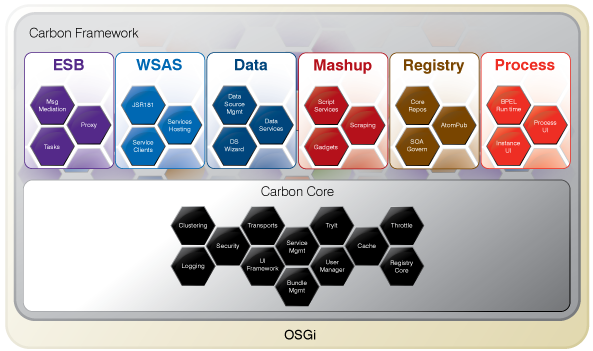 Carbon Framework
ESB
WSAS
Data
Mashup
Registry
Process
Msg
Mediation
Proxy
Tasks
JSR181
Services
Hosting
Service
Clients
Data
Source
Mgmt
Data
Services
DS
Wizard
Script
Services
Scraping
Gadgets
Core
Repos
AtomPub
SOA
Govern
BPEL
Run time
Process
UI
Instance
UI
Carbon Core
Clustering
Transports
TryIt
Throttle
Security
Service
Mgmt
Cache
Logging
UI
Framework
User
Manager
Registry
Core
Bundle
Mgmt
OSGi